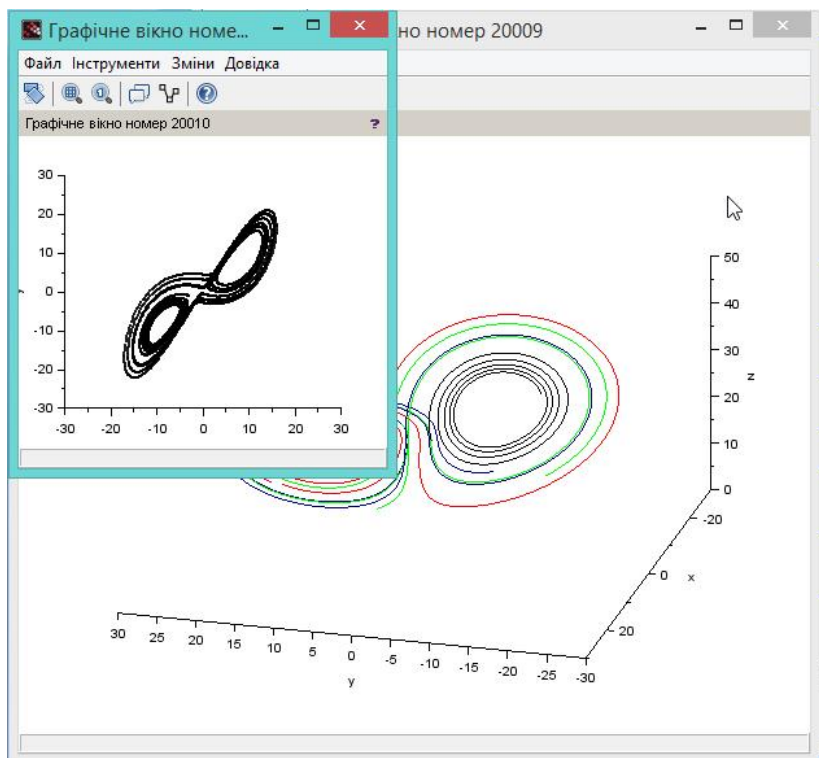 Графічне вікно номе...
но номер 20009
Файл Інструменти Зміни Довідка
Графічне вікно номер 20010
?
30
20
10
0
-10
-20
-30
-30 -20 -10 0 10 20 30
50
40
30
20
10
0
z
-20
0
20
x
30 25 20 15 10 5 0 -5 -10 -15 -20 -25 -30
y